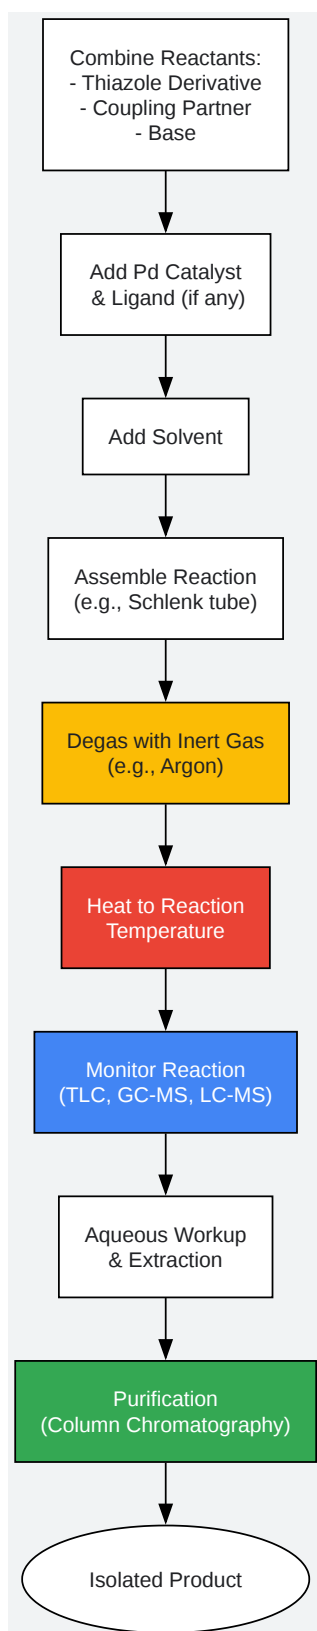 Combine Reactants:
- Thiazole Derivative
- Coupling Partner
- Base
Add Pd Catalyst
& Ligand (if any)
Add Solvent
Assemble Reaction
(e.g., Schlenk tube)
Degas with Inert Gas
(e.g., Argon)
Heat to Reaction
Temperature
Monitor Reaction
(TLC, GC-MS, LC-MS)
Aqueous Workup
& Extraction
Purification
(Column Chromatography)
Isolated Product